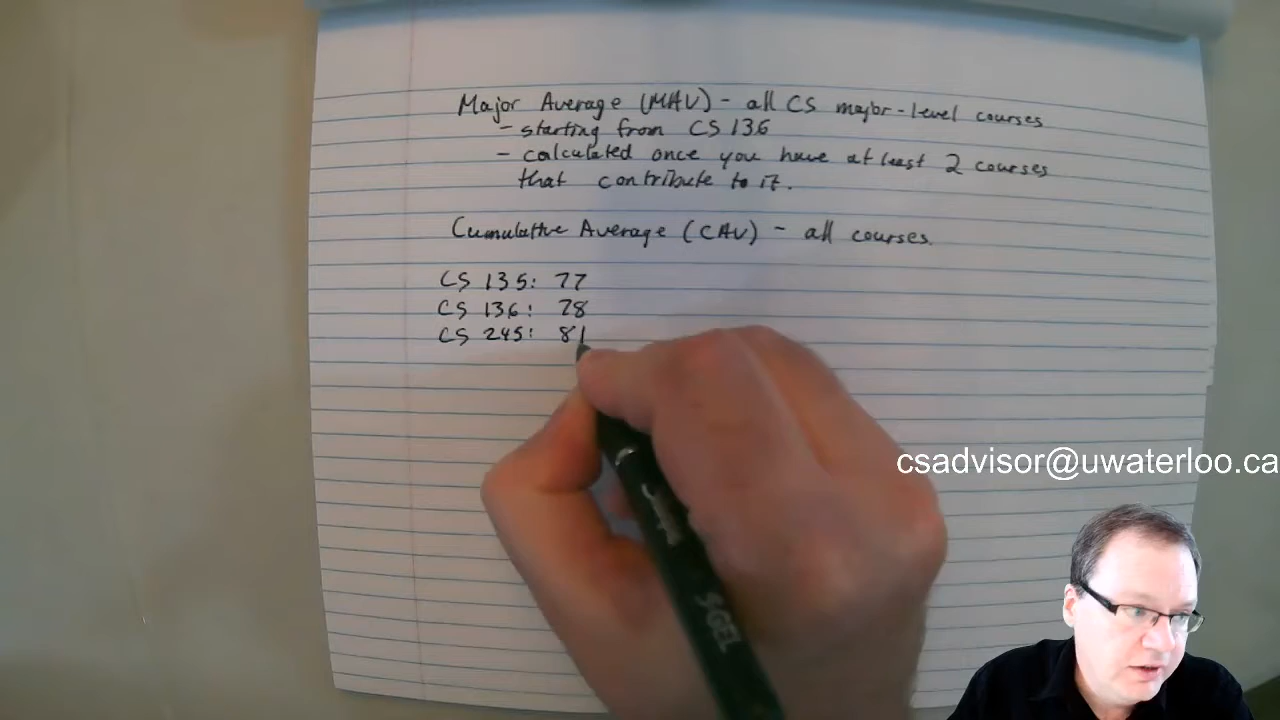 Major Average (MAV) - all CS major-level courses
- starting from CS 136
- calculated once you have at least 2 courses
that contribute to it.
Cumulative Average (CAV) - all courses.
CS 135: 77
CS 136: 78
CS 245: 81
csadvisor@uwaterloo.ca
S·GEL